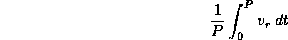 \frac{1}{P} \int_0^P v_r \, dt